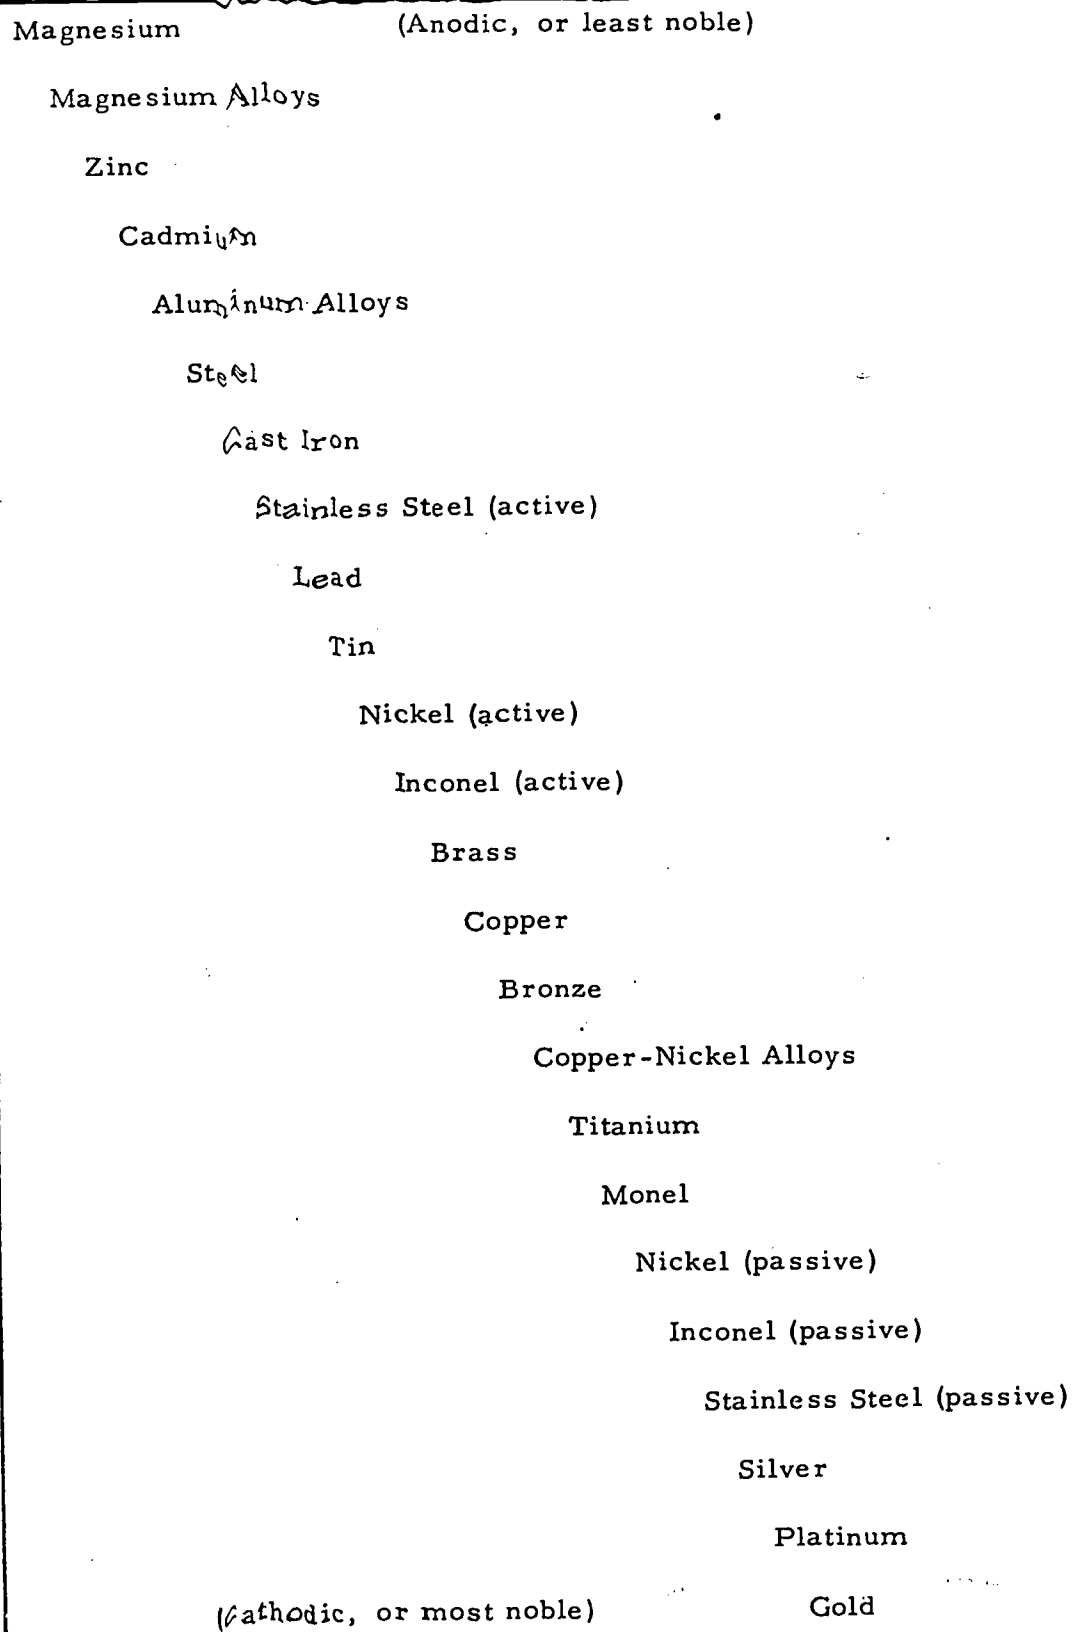 Magnesium (Anodic, or least noble)
Magnesium Alloys
Zinc
Cadmium
Aluminum Alloys
Steel
Cast Iron
Stainless Steel (active)
Lead
Tin
Nickel (active)
Inconel (active)
Brass
Copper
Bronze
Copper-Nickel Alloys
Titanium
Monel
Nickel (passive)
Inconel (passive)
Stainless Steel (passive)
Silver
Platinum
(Cathodic, or most noble) Gold